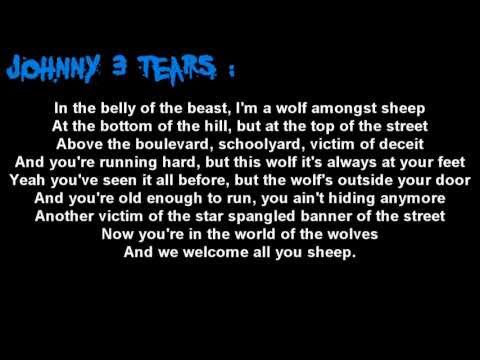 JOHNNY 3 TEARS :
In the belly of the beast, I'm a wolf amongst sheep
At the bottom of the hill, but at the top of the street
Above the boulevard, schoolyard, victim of deceit
And you're running hard, but this wolf it's always at your feet
Yeah you've seen it all before, but the wolf's outside your door
And you're old enough to run, you ain't hiding anymore
Another victim of the star spangled banner of the street
Now you're in the world of the wolves
And we welcome all you sheep.